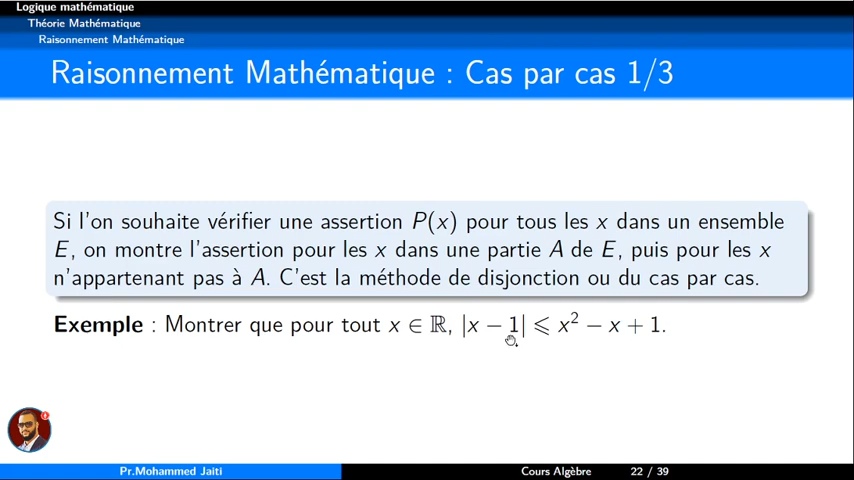 Logique mathématique
Théorie Mathématique
Raisonnement Mathématique
Raisonnement Mathématique : Cas par cas 1/3
Si l'on souhaite vérifier une assertion P(x) pour tous les x dans un ensemble
E, on montre l'assertion pour les x dans une partie A de E, puis pour les x
n'appartenant pas à A. C'est la méthode de disjonction ou du cas par cas.
Exemple : Montrer que pour tout x ∈ ℝ, |x − 1| ⩽ x² − x + 1.
Pr.Mohammed Jaiti Cours Algèbre 22 / 39